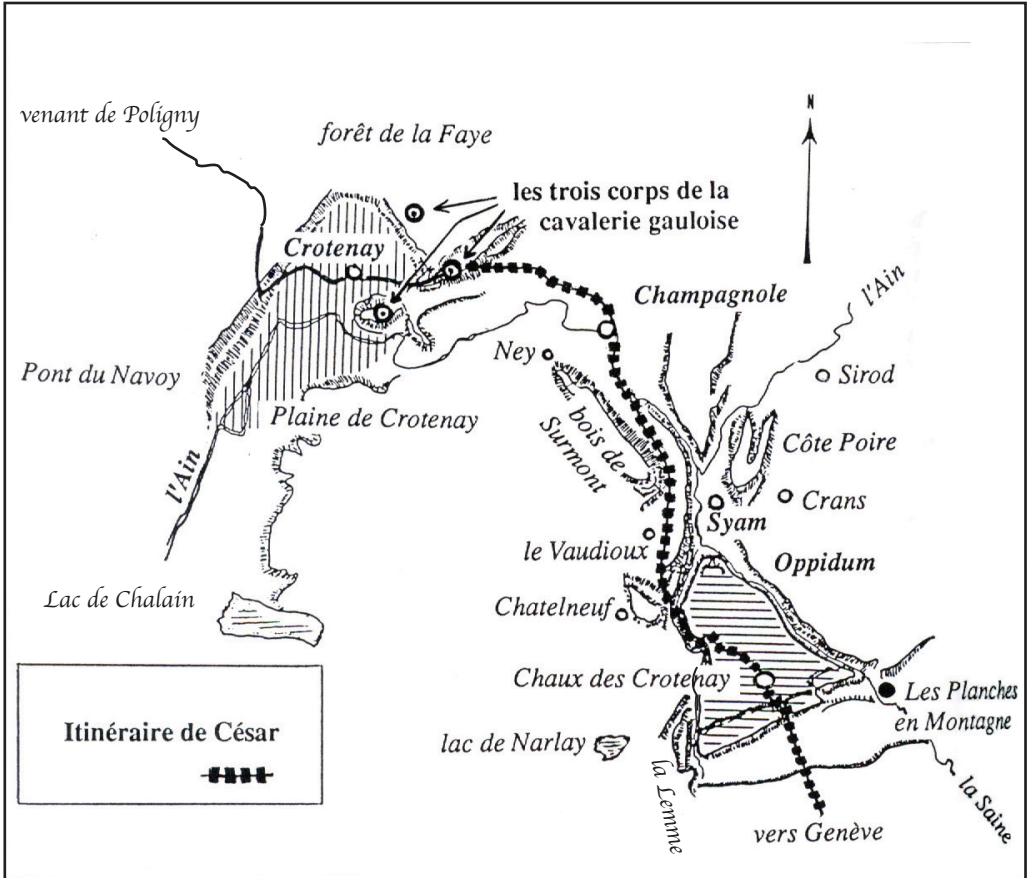 N
venant de Poligny
forêt de la Faye
les trois corps de la
cavalerie gauloise
Crotenay
l'Ain
Champagnole
Ney
Sirod
Pont du Navoy
Plaine de Crotenay
bois de
Surmont
Côte Poire
l'Ain
Crans
Syam
le Vaudioux
Oppidum
Lac de Chalain
Chatelneuf
Chaux des Crotenay
Les Planches
en Montagne
Itinéraire de César
lac de Narlay
la Lemme
la Saine
vers Genève